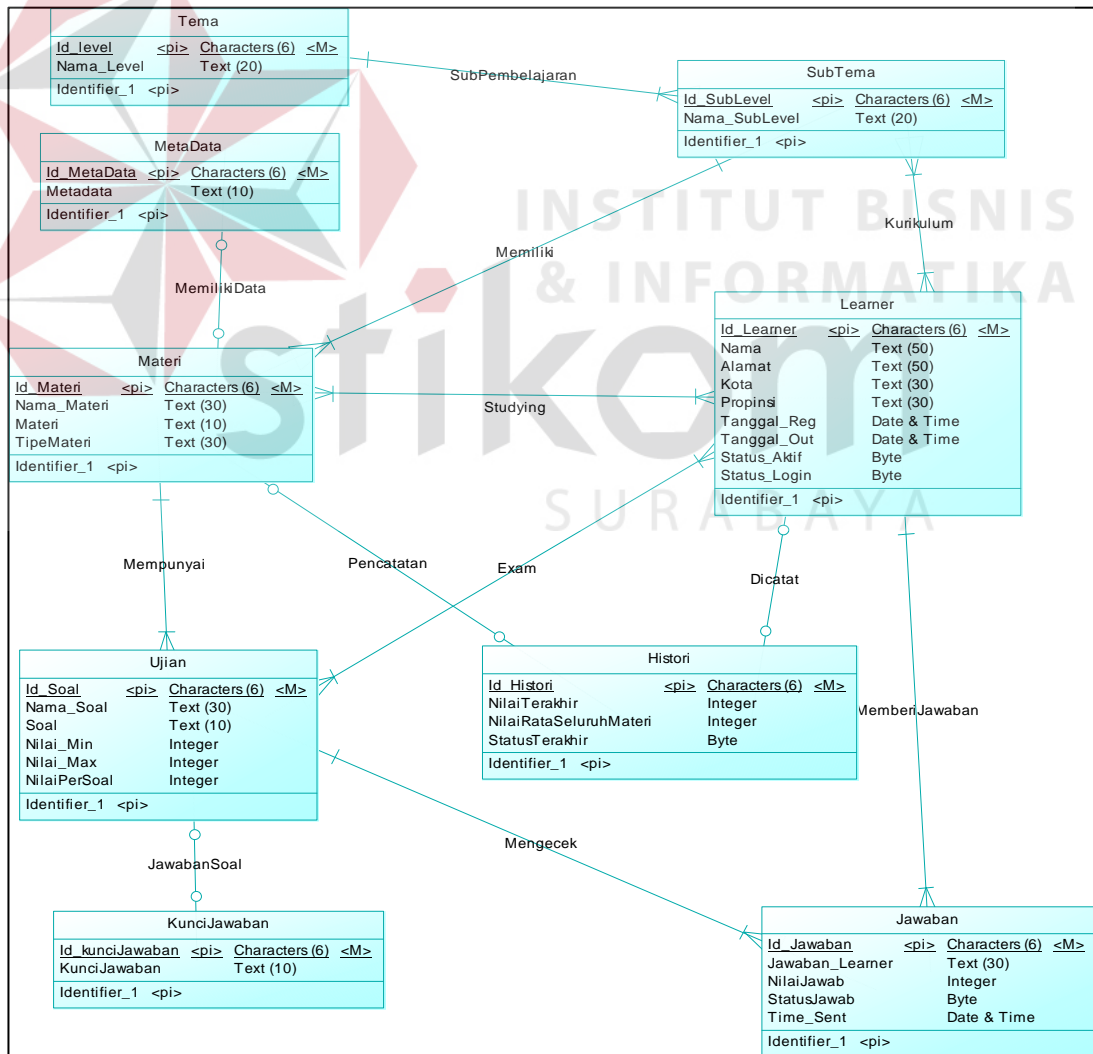 Tema
Id_level <pi> Characters (6) <M>
Nama_Level Text (20)
Identifier_1 <pi>
SubPembelajaran
SubTema
Id_SubLevel <pi> Characters (6) <M>
Nama_SubLevel Text (20)
Identifier_1 <pi>
MetaData
Id_MetaData <pi> Characters (6) <M>
Metadata Text (10)
Identifier_1 <pi>
INSTITUT BISNIS
& INFORMATIKA
stikom
SURABAYA
Kurikulum
Memiliki
MemilikiData
Learner
Id_Learner <pi> Characters (6) <M>
Nama Text (50)
Alamat Text (50)
Kota Text (30)
Propinsi Text (30)
Tanggal_Reg Date & Time
Tanggal_Out Date & Time
Status_Aktif Byte
Status_Login Byte
Identifier_1 <pi>
Materi
Id_Materi <pi> Characters (6) <M>
Nama_Materi Text (30)
Materi Text (10)
TipeMateri Text (30)
Identifier_1 <pi>
Studying
Mempunyai
Pencatatan
Exam
Dicatat
Ujian
Id_Soal <pi> Characters (6) <M>
Nama_Soal Text (30)
Soal Text (10)
Nilai_Min Integer
Nilai_Max Integer
NilaiPerSoal Integer
Identifier_1 <pi>
Histori
Id_Histori <pi> Characters (6) <M>
NilaiTerakhir Integer
NilaiRataSeluruhMateri Integer
StatusTerakhir Byte
Identifier_1 <pi>
MemberiJawaban
Mengecek
JawabanSoal
KunciJawaban
Id_kunciJawaban <pi> Characters (6) <M>
KunciJawaban Text (10)
Identifier_1 <pi>
Jawaban
Id_Jawaban <pi> Characters (6) <M>
Jawaban_Learner Text (30)
NilaiJawab Integer
StatusJawab Byte
Time_Sent Date & Time
Identifier_1 <pi>